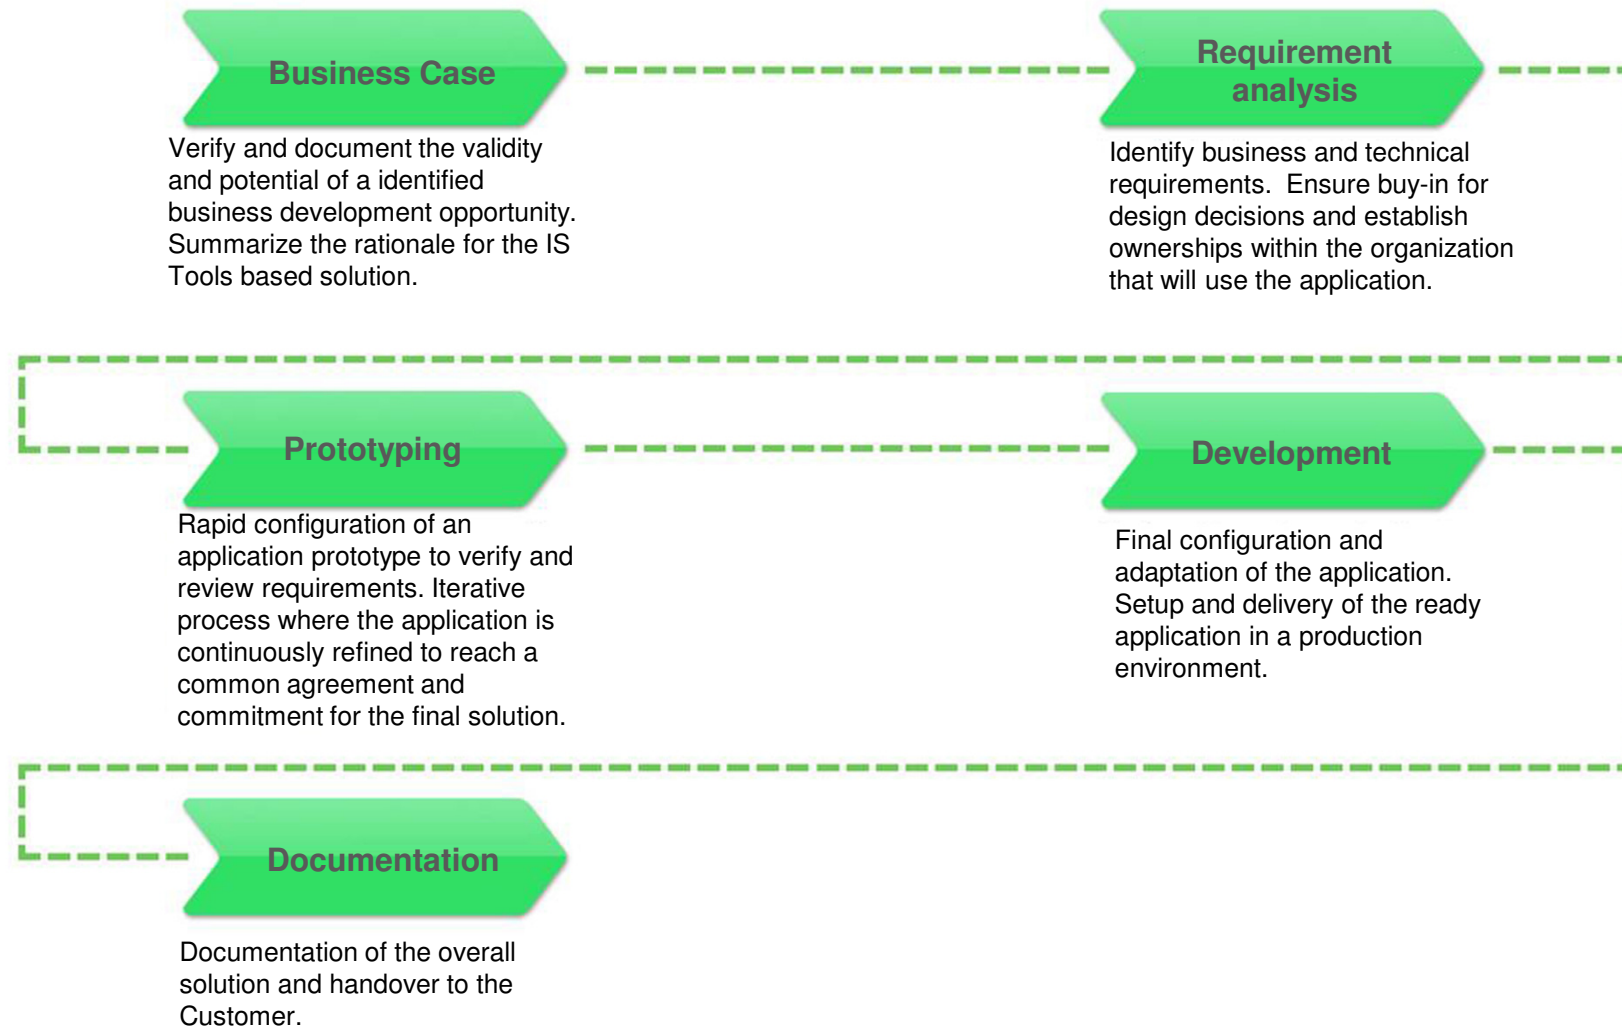 Business Case
Verify and document the validity
and potential of a identified
business development opportunity.
Summarize the rationale for the IS
Tools based solution.
Requirement
analysis
Identify business and technical
requirements.  Ensure buy-in for
design decisions and establish
ownerships within the organization
that will use the application.
Prototyping
Rapid configuration of an
application prototype to verify and
review requirements. Iterative
process where the application is
continuously refined to reach a
common agreement and
commitment for the final solution.
Development
Final configuration and
adaptation of the application.
Setup and delivery of the ready
application in a production
environment.
Documentation
Documentation of the overall
solution and handover to the
Customer.